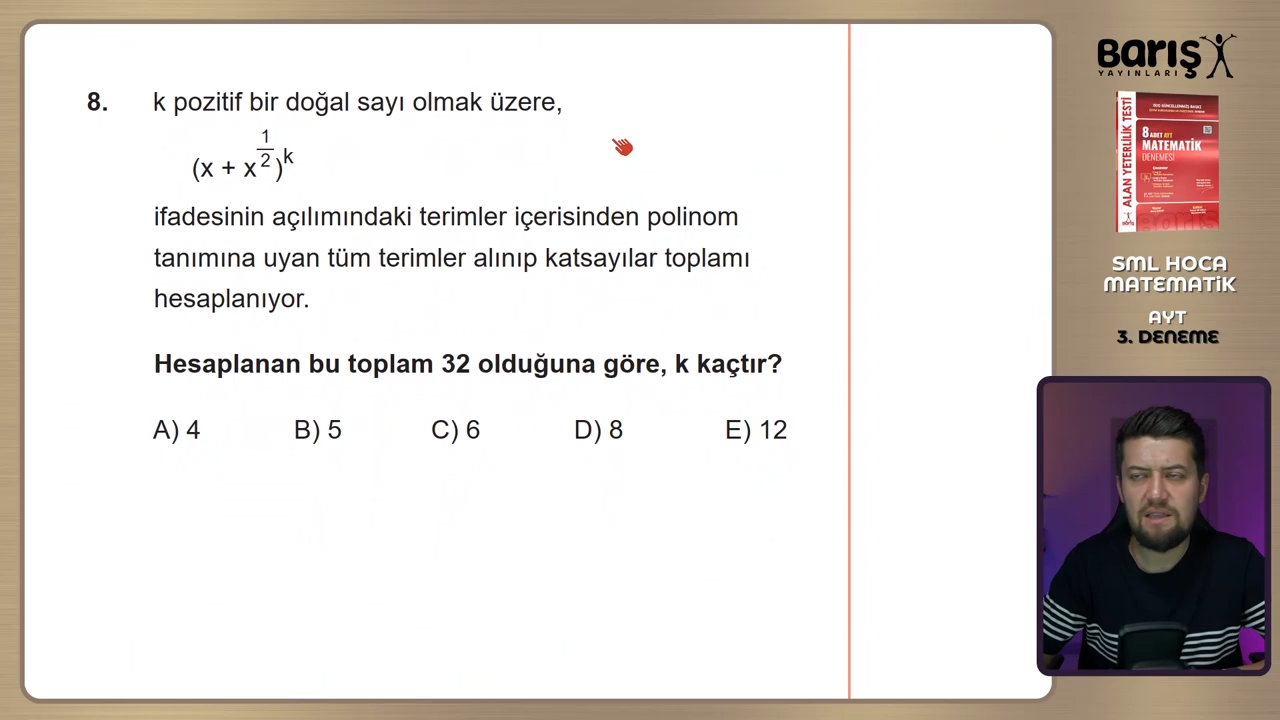 8. k pozitif bir doğal sayı olmak üzere,
(x + x^(1/2))^k
ifadesinin açılımındaki terimler içerisinden polinom
tanımına uyan tüm terimler alınıp katsayılar toplamı
hesaplanıyor.
Hesaplanan bu toplam 32 olduğuna göre, k kaçtır?
A) 4 B) 5 C) 6 D) 8 E) 12
Barış
YAYINLARI
ALAN YETERLİLİK TESTİ
8 ADET AYT
MATEMATİK
DENEMESİ
SML HOCA
MATEMATİK
AYT
3. DENEME